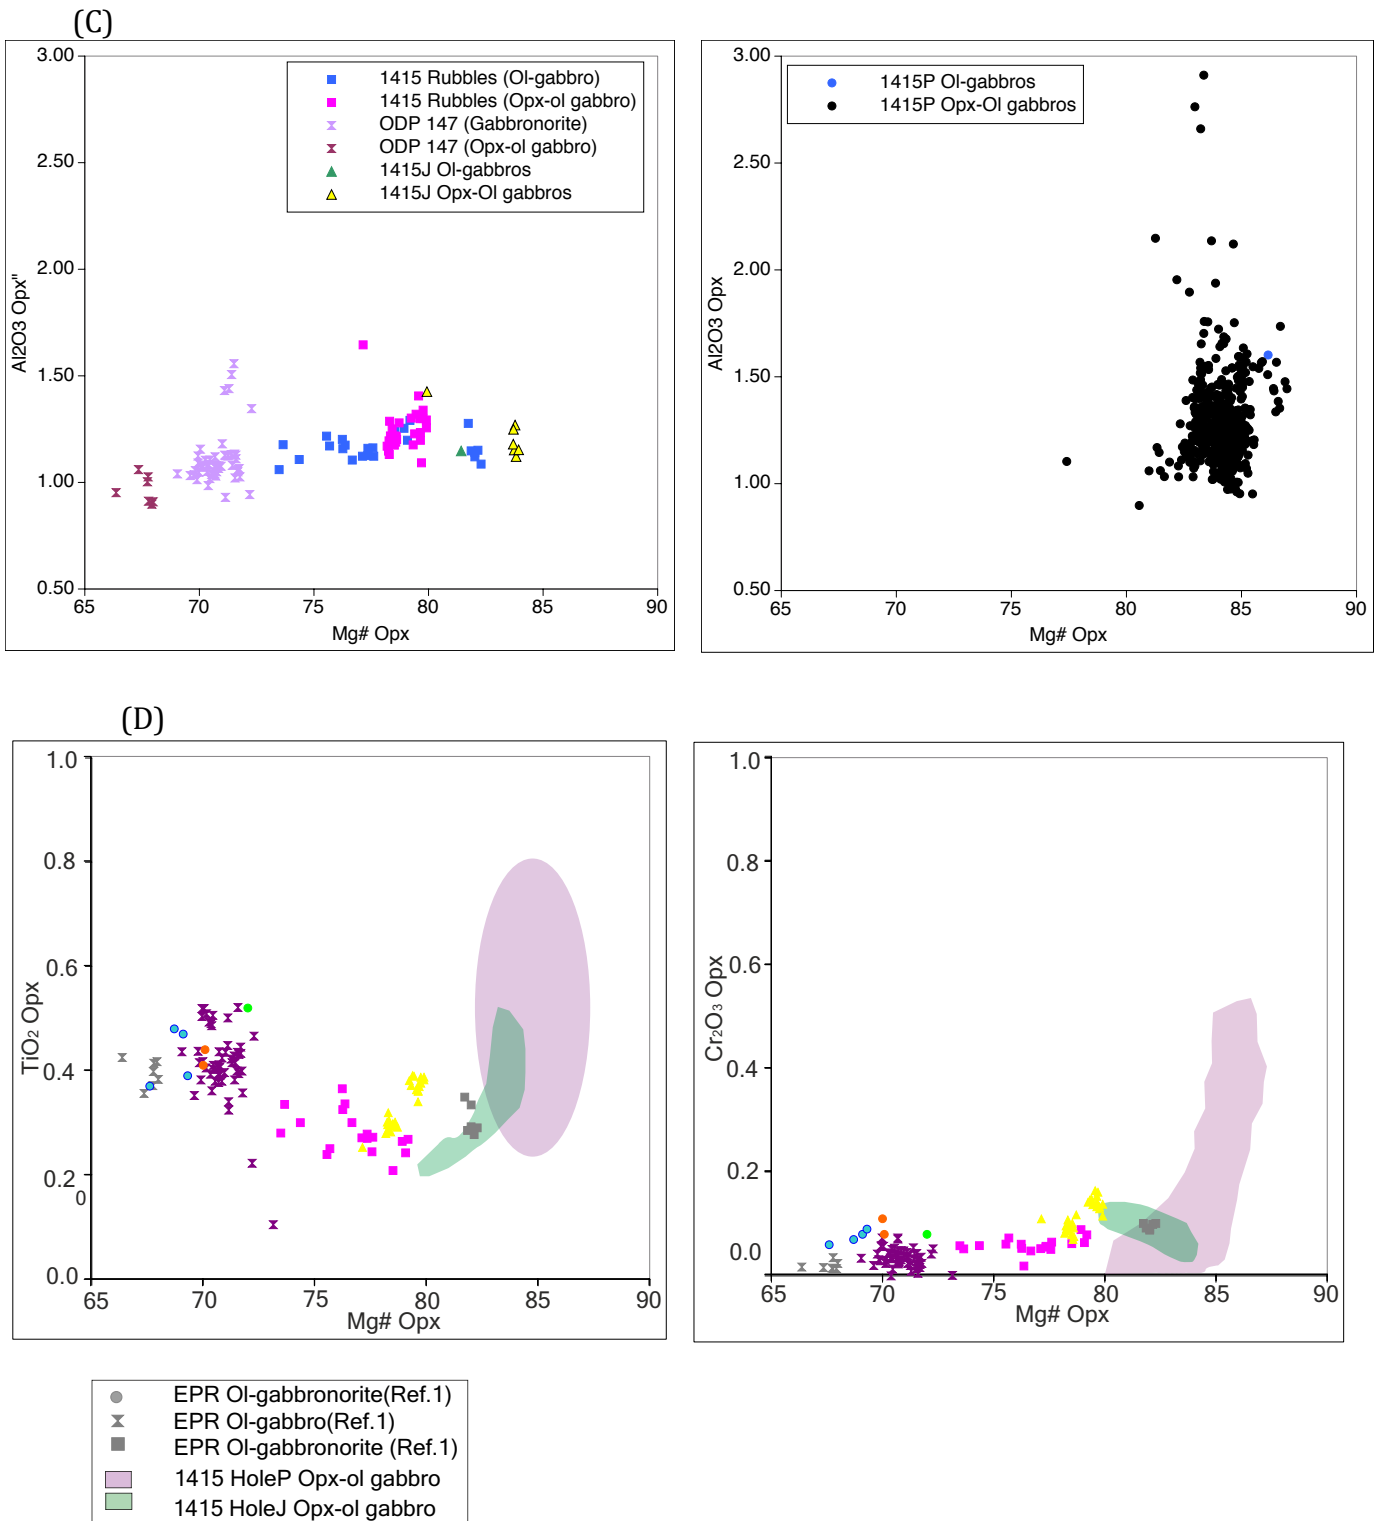 (C)
3.00
2.50
2.00
1.50
1.00
0.50
65
70
75
80
85
90
Al2O3 Opx"
Mg# Opx
1415 Rubbles (Ol-gabbro)
1415 Rubbles (Opx-ol gabbro)
ODP 147 (Gabbronorite)
ODP 147 (Opx-ol gabbro)
1415J Ol-gabbros
1415J Opx-Ol gabbros
3.00
2.50
2.00
1.50
1.00
0.50
65
70
75
80
85
90
Al2O3 Opx
Mg# Opx
1415P Ol-gabbros
1415P Opx-Ol gabbros
(D)
1.0
0.8
0.6
0.4
0.2
0
0.0
65
70
75
80
85
90
TiO₂ Opx
Mg# Opx
1.0
0.8
0.6
0.4
0.2
0.0
65
70
75
80
85
90
Cr₂O₃ Opx
Mg# Opx
EPR Ol-gabbronorite(Ref.1)
EPR Ol-gabbro(Ref.1)
EPR Ol-gabbronorite (Ref.1)
1415 HoleP Opx-ol gabbro
1415 HoleJ Opx-ol gabbro